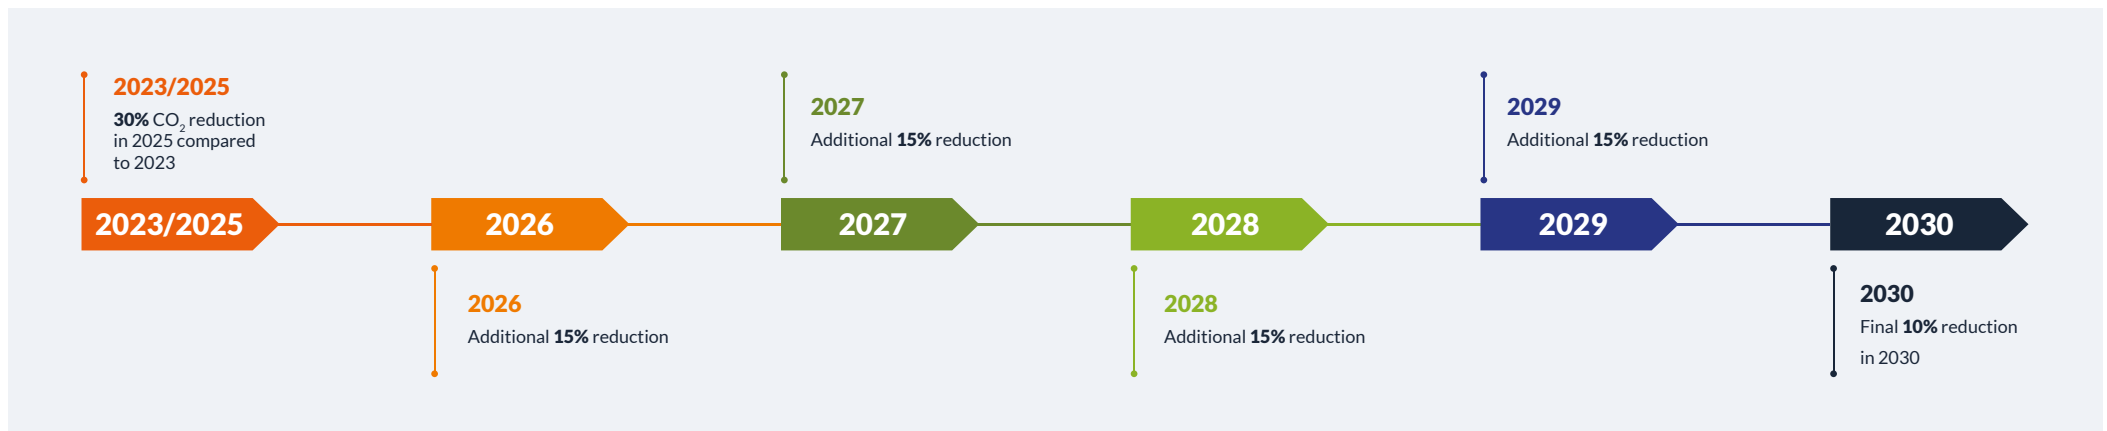 2023/2025
30% CO₂ reduction
in 2025 compared
to 2023
2027
Additional 15% reduction
2029
Additional 15% reduction
2023/2025
2026
2027
2028
2029
2030
2026
Additional 15% reduction
2028
Additional 15% reduction
2030
Final 10% reduction
in 2030